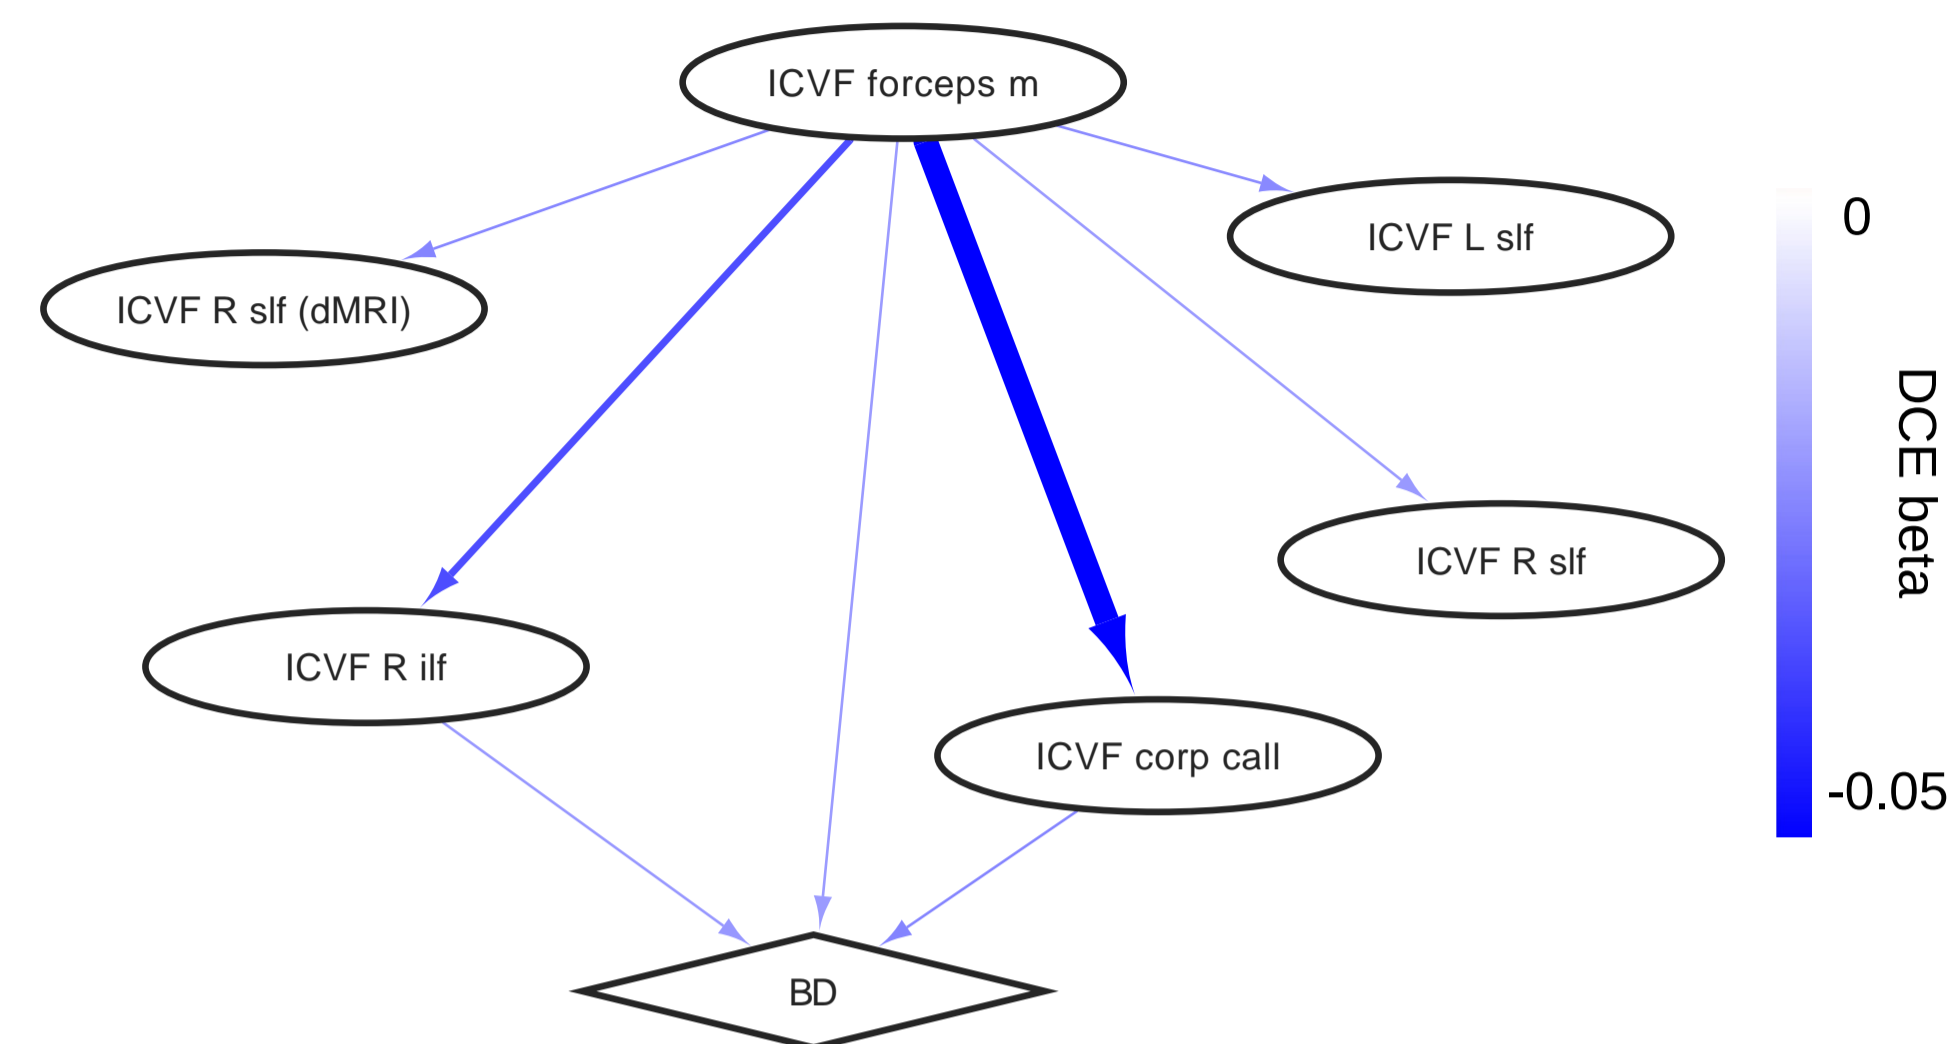 ICVF forceps m
ICVF L slf
0
ICVF R slf (dMRI)
DCE beta
ICVF R slf
ICVF R ilf
ICVF corp call
-0.05
BD